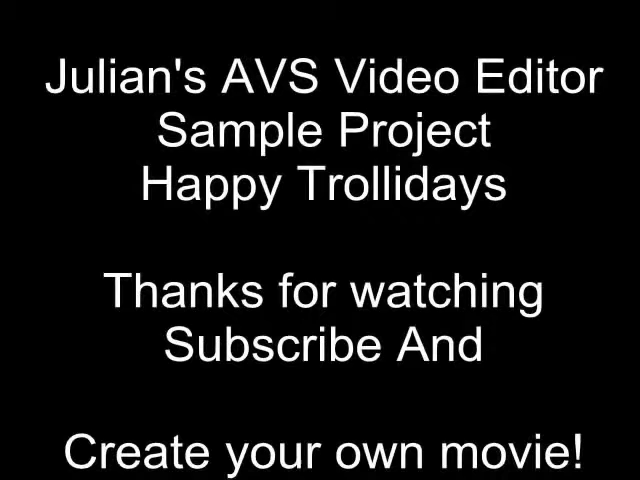 Julian's AVS Video Editor
Sample Project
Happy Trollidays
Thanks for watching
Subscribe And
Create your own movie!